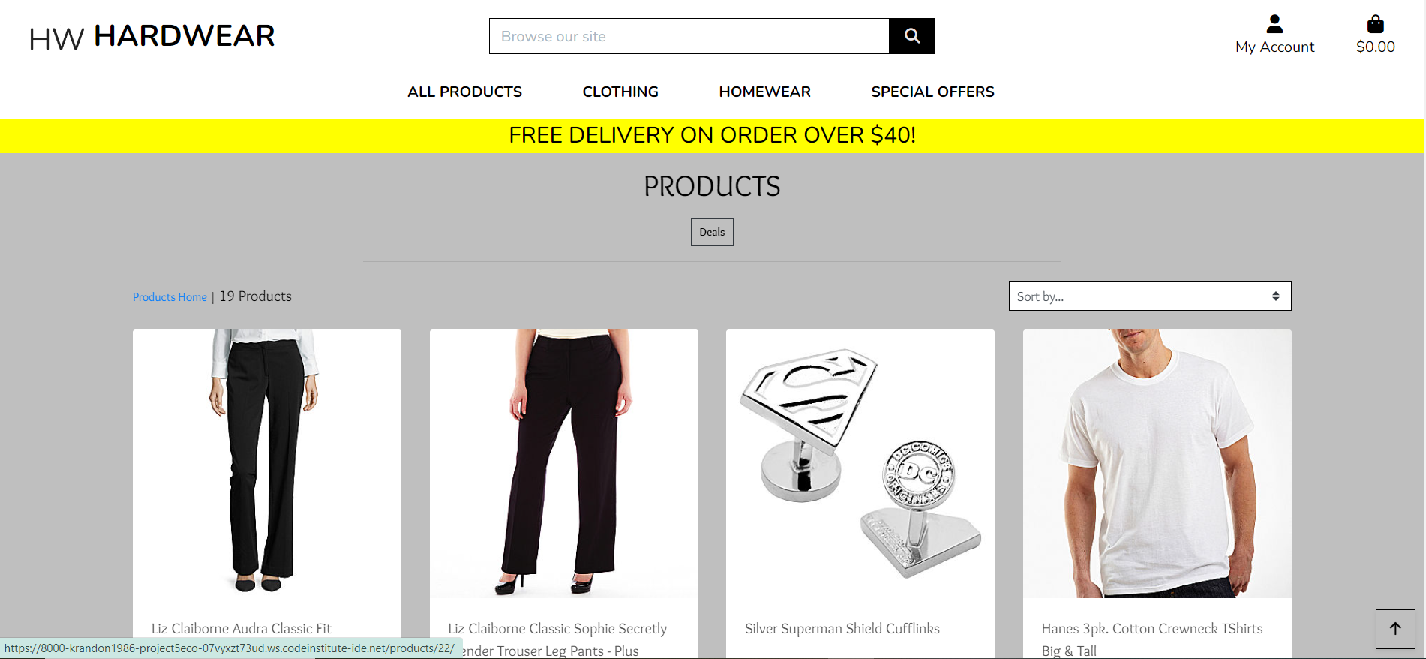 HW HARDWEAR
Browse our site
My Account
$0.00
ALL PRODUCTS
CLOTHING
HOMEWEAR
SPECIAL OFFERS
FREE DELIVERY ON ORDER OVER $40!
PRODUCTS
Deals
Products Home | 19 Products
Sort by...
DC
Liz Claiborne Audra Classic Fit
Liz Claiborne Classic Sophie Secretly
ender Trouser Leg Pants - Plus
Silver Superman Shield Cufflinks
Hanes 3pk. Cotton Crewneck TShirts
Big & Tall
https://8000-krandon1986-project5eco-07vyxzt73ud.ws.codeinstitute-ide.net/products/22/